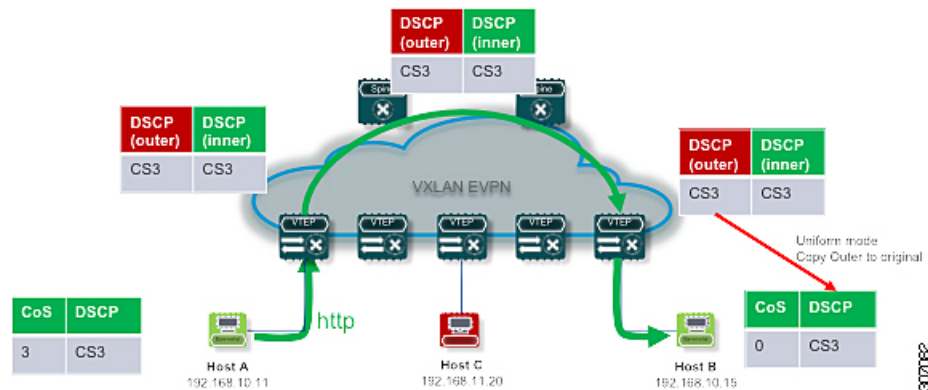 DSCP (outer) DSCP (inner)
CS3 CS3
Spine
Spine
DSCP (outer) DSCP (inner)
CS3 CS3
VXLAN EVPN
DSCP (outer) DSCP (inner)
CS3 CS3
VTEP VTEP VTEP VTEP VTEP
Uniform mode
Copy Outer to original
CoS DSCP
3 CS3
http
CoS DSCP
0 CS3
Host A
192.168.10.11
Host C
192.168.11.20
Host B
192.168.10.15
307082